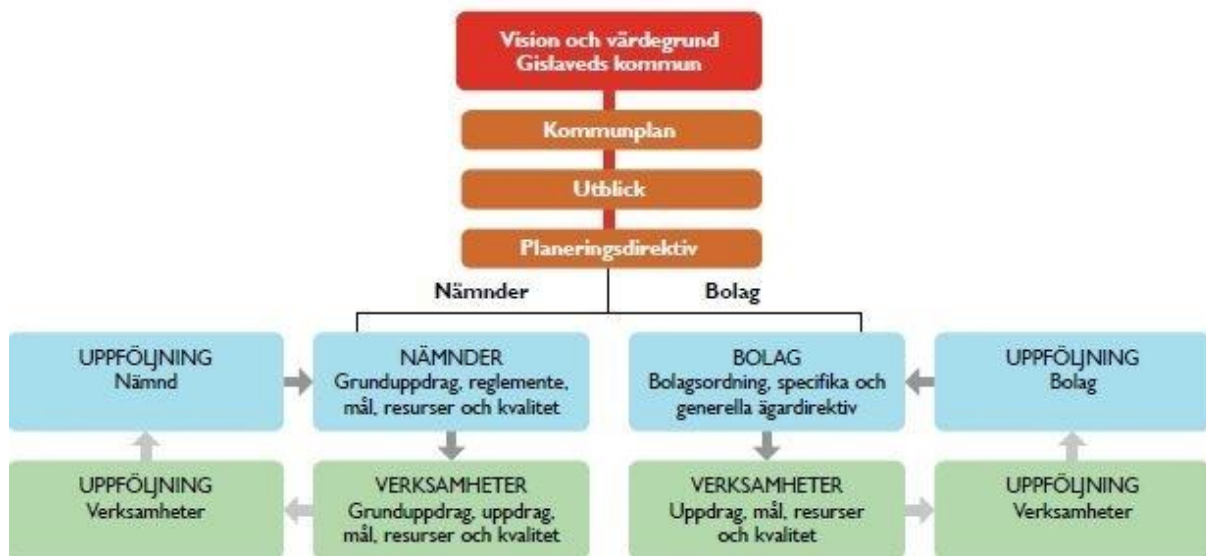 Vision och värdegrund
Gislaveds kommun
Kommunplan
Utblick
Planeringsdirektiv
Nämnder
Bolag
UPPFÖLJNING
Nämnd
NÄMNDER
Grunduppdrag, reglemente,
mål, resurser och kvalitet
BOLAG
Bolagsordning, specifika och
generella ägardirektiv
UPPFÖLJNING
Bolag
UPPFÖLJNING
Verksamheter
VERKSAMHETER
Grunduppdrag, uppdrag,
mål, resurser och kvalitet
VERKSAMHETER
Uppdrag, mål, resurser
och kvalitet
UPPFÖLJNING
Verksamheter